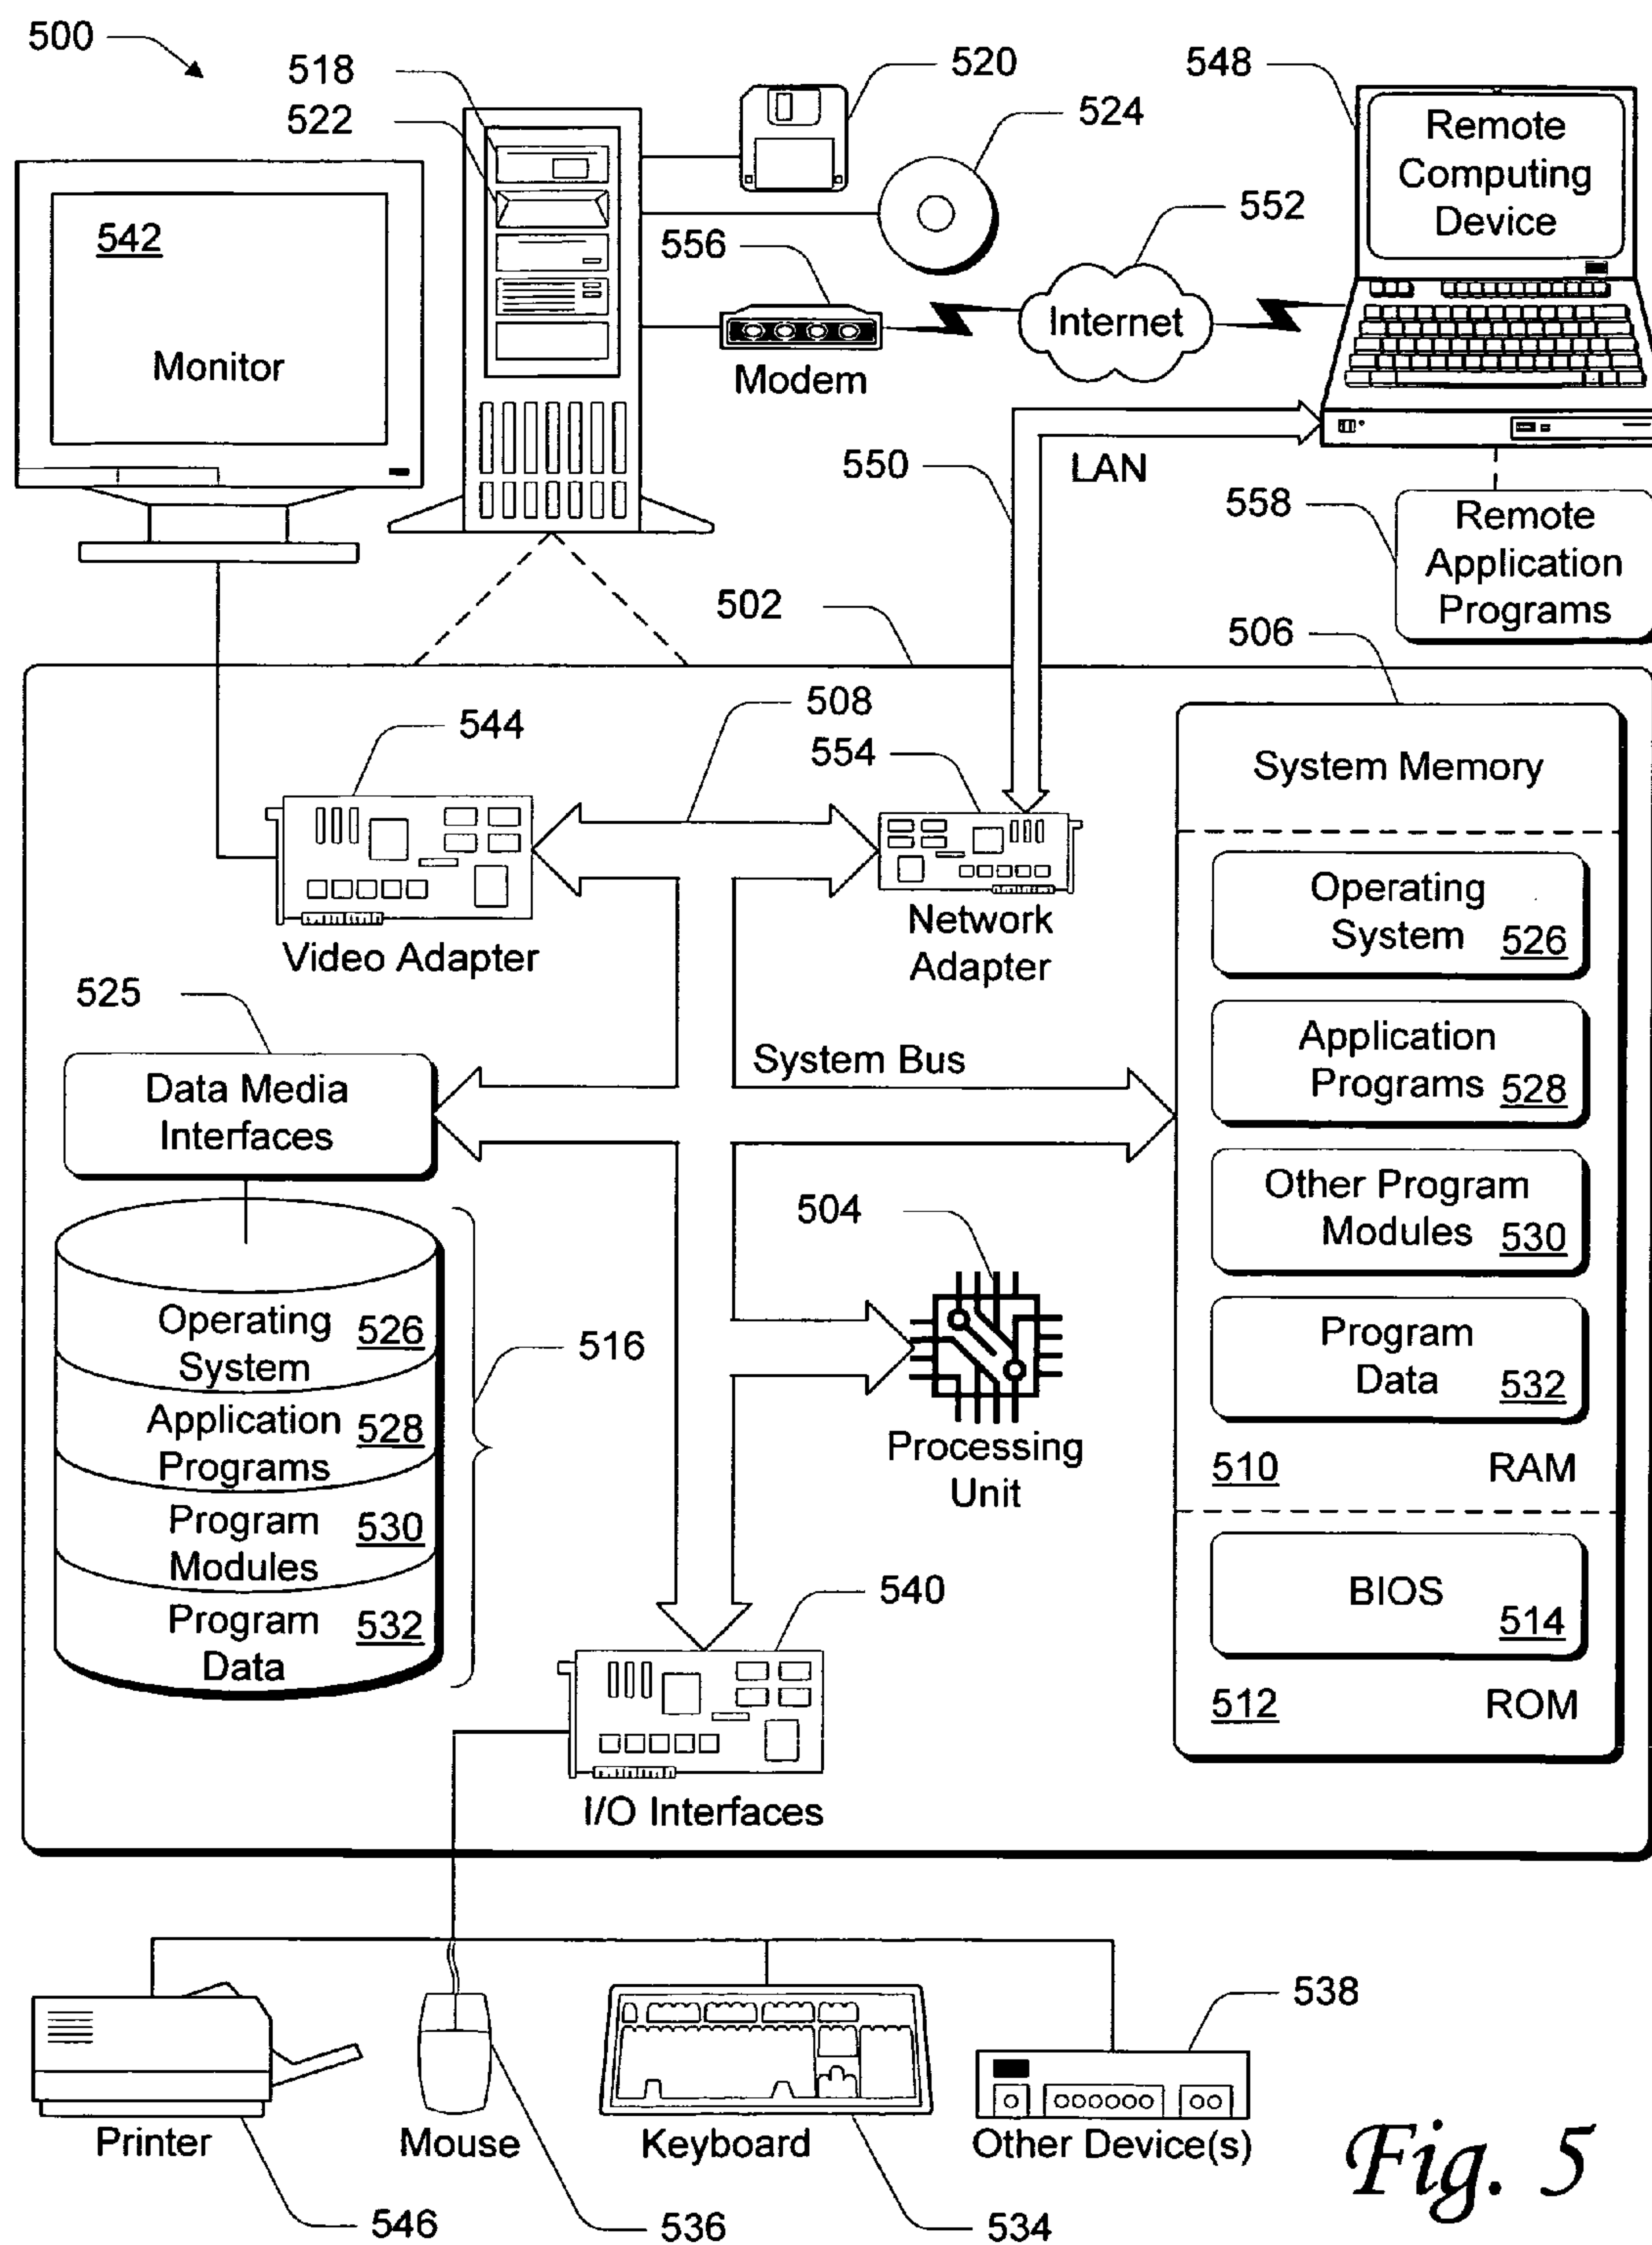 500
518
522
520
524
548
Remote
Computing
Device
542
Monitor
556
Modem
552
Internet
550
LAN
558
Remote
Application
Programs
502
506
544
508
554
Video Adapter
Network
Adapter
System Memory
Operating
System 526
Application
Programs 528
Other Program
Modules 530
Program
Data 532
510 RAM
BIOS
514
512 ROM
525
Data Media
Interfaces
System Bus
504
Processing
Unit
Operating
System 526
Application
Programs 528
Program
Modules 530
Program
Data 532
516
540
I/O Interfaces
538
Printer
Mouse
Keyboard
Other Device(s)
546
536
534
Fig. 5